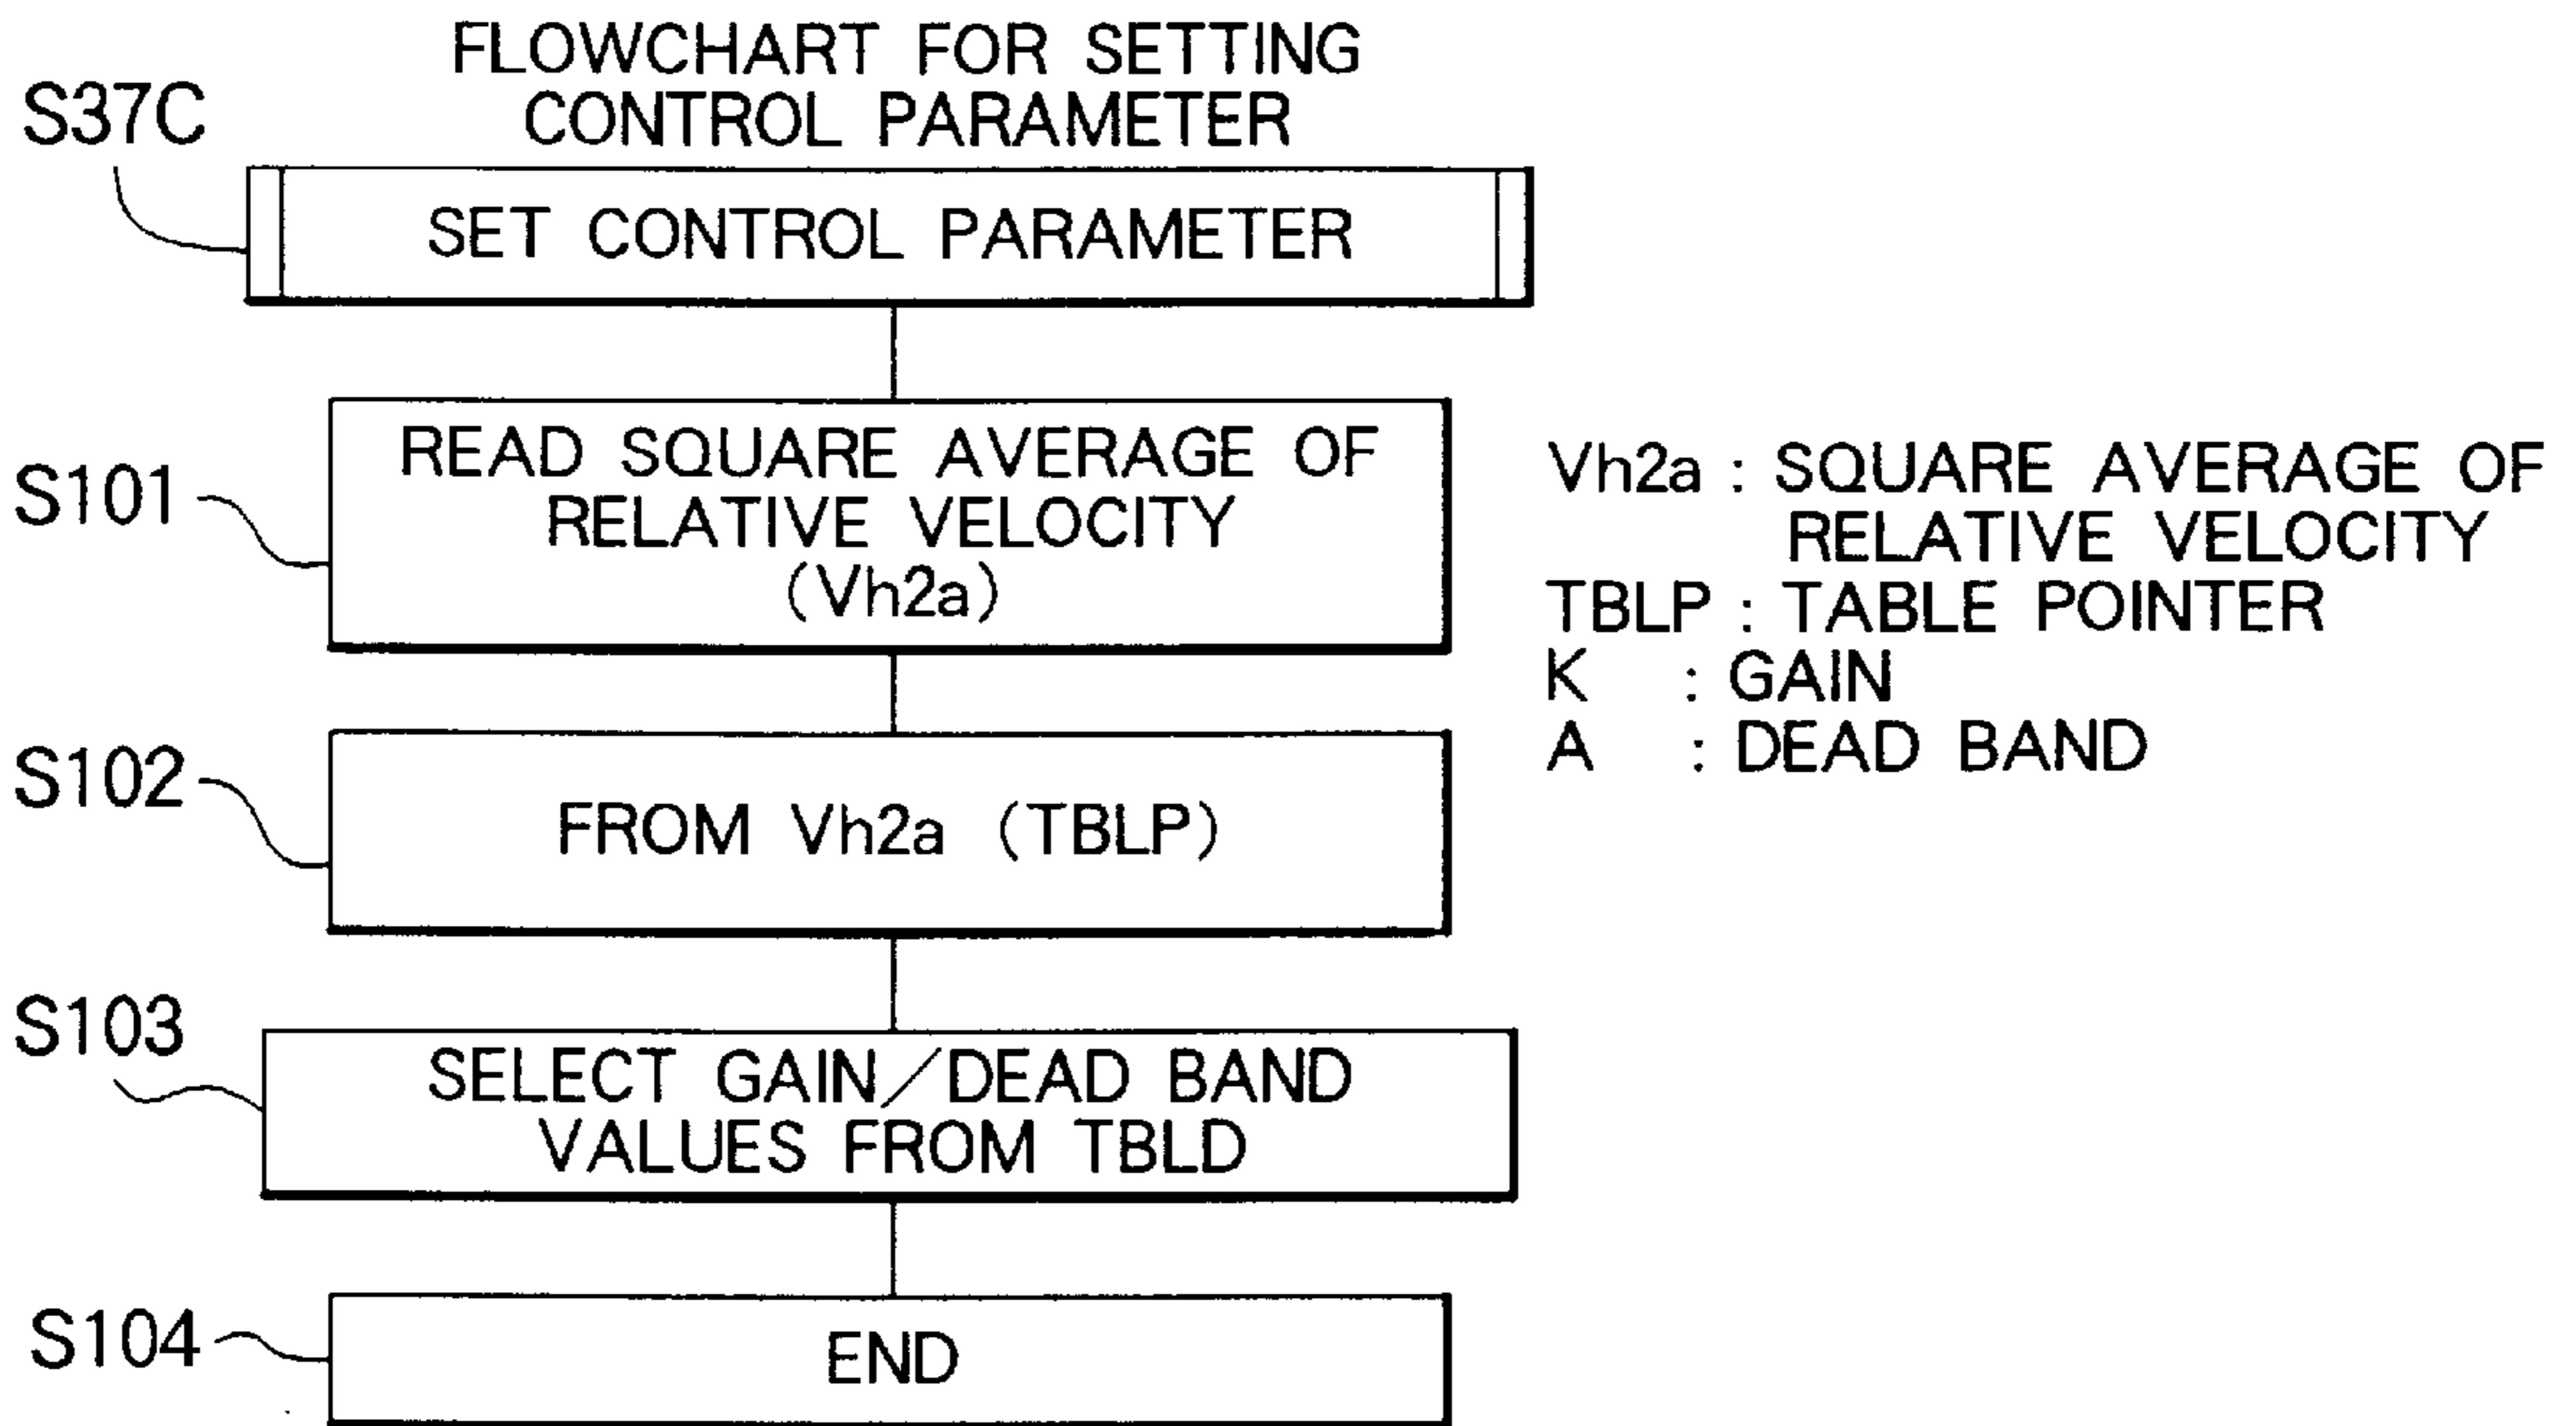 FLOWCHART FOR SETTING
CONTROL PARAMETER
S37C
SET CONTROL PARAMETER
S101
READ SQUARE AVERAGE OF
RELATIVE VELOCITY
(Vh2a)
S102
FROM Vh2a (TBLP)
S103
SELECT GAIN/DEAD BAND
VALUES FROM TBLD
S104
END
Vh2a : SQUARE AVERAGE OF
RELATIVE VELOCITY
TBLP : TABLE POINTER
K : GAIN
A : DEAD BAND